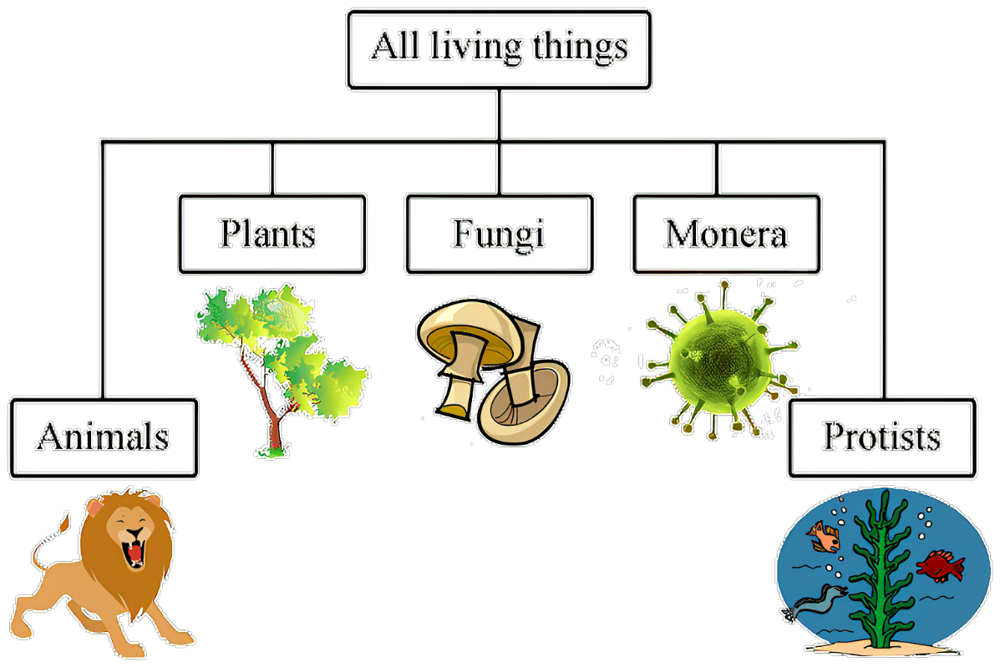 All living things
Plants
Fungi
Monera
Animals
Protists